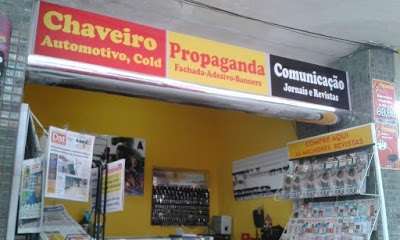 Chaveiro
Automotivo, Cold
Propaganda
Fachada-Adesivo-Banners
Comunicação
Jornais e Revistas
COMPRE AQUI
AS MELHORES REVISTAS